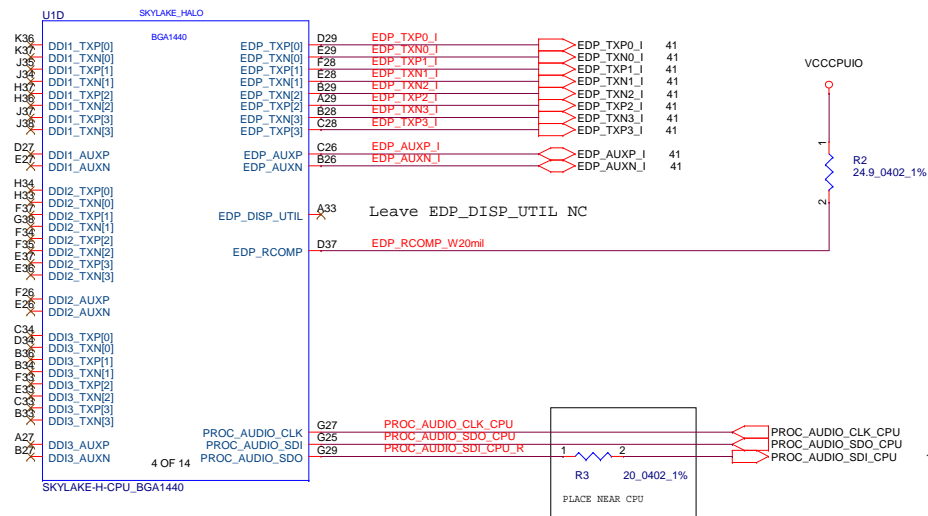 U1D SKYLAKE_HALO
BGA1440
K36 DDI1_TXP[0] EDP_TXP[0] D29 EDP_TXP0_I EDP_TXP0_I 41
K37 DDI1_TXN[0] EDP_TXN[0] E29 EDP_TXN0_I EDP_TXN0_I 41
J35 DDI1_TXP[1] EDP_TXP[1] F28 EDP_TXP1_I EDP_TXP1_I 41
J34 DDI1_TXN[1] EDP_TXN[1] E28 EDP_TXN1_I EDP_TXN1_I 41
H37 DDI1_TXP[2] EDP_TXN[2] B29 EDP_TXN2_I EDP_TXN2_I 41
H36 DDI1_TXN[2] EDP_TXP[2] A29 EDP_TXP2_I EDP_TXP2_I 41
J37 DDI1_TXP[3] EDP_TXN[3] B28 EDP_TXN3_I EDP_TXN3_I 41
J38 DDI1_TXN[3] EDP_TXP[3] C28 EDP_TXP3_I EDP_TXP3_I 41
D27 DDI1_AUXP EDP_AUXP C26 EDP_AUXP_I EDP_AUXP_I 41
E27 DDI1_AUXN EDP_AUXN B26 EDP_AUXN_I EDP_AUXN_I 41
VCCCPUIO
1
R2
24.9_0402_1%
2
H34 DDI2_TXP[0]
H33 DDI2_TXN[0]
F37 DDI2_TXP[1] EDP_DISP_UTIL A33 Leave EDP_DISP_UTIL NC
G38 DDI2_TXN[1]
F34 DDI2_TXP[2]
F35 DDI2_TXN[2] EDP_RCOMP D37 EDP_RCOMP_W20mil
E37 DDI2_TXP[3]
E36 DDI2_TXN[3]
F26 DDI2_AUXP
E26 DDI2_AUXN
C34 DDI3_TXP[0]
D34 DDI3_TXN[0]
B36 DDI3_TXP[1]
B34 DDI3_TXN[1]
F33 DDI3_TXP[2]
E33 DDI3_TXN[2]
C33 DDI3_TXP[3]
B33 DDI3_TXN[3]
PROC_AUDIO_CLK G27 PROC_AUDIO_CLK_CPU PROC_AUDIO_CLK_CPU
A27 DDI3_AUXP PROC_AUDIO_SDI G25 PROC_AUDIO_SDO_CPU PROC_AUDIO_SDO_CPU
B27 DDI3_AUXN PROC_AUDIO_SDO G29 PROC_AUDIO_SDI_CPU_R 1 2 PROC_AUDIO_SDI_CPU
4 OF 14
R3 20_0402_1%
SKYLAKE-H-CPU_BGA1440
PLACE NEAR CPU